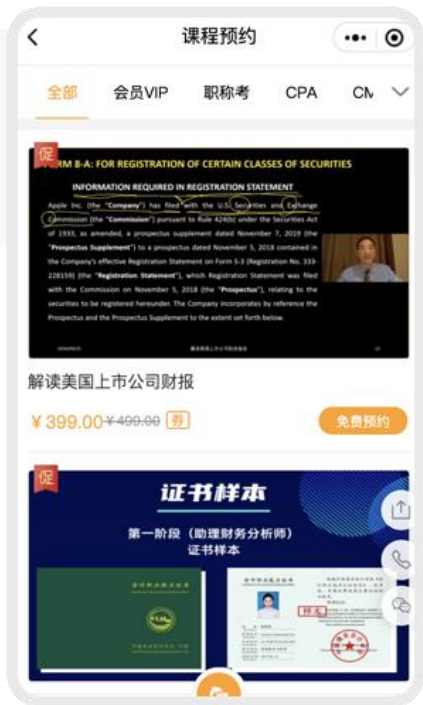 课程预约
全部 会员VIP 职称考 CPA CM
促
FORM 8-A: FOR REGISTRATION OF CERTAIN CLASSES OF SECURITIES
INFORMATION REQUIRED IN REGISTRATION STATEMENT
Apple Inc. (the "Company") has filed with the U.S. Securities and Exchange
Commission (the "Commission") pursuant to Rule 424(b) under the Securities Act
of 1933, as amended, a prospectus supplement dated November 7, 2019 (the
"Prospectus Supplement") to a prospectus dated November 5, 2018 contained in
the Company's effective Registration Statement on Form S-3 (Registration No. 333-
228159) (the "Registration Statement"), which Registration Statement was filed
with the Commission on November 5, 2018 (the "Prospectus"), relating to the
securities to be registered hereunder. The Company incorporates by reference the
Prospectus and the Prospectus Supplement to the extent set forth below.
解读美国上市公司财报
¥399.00 ¥499.00 券 免费预约
促
证书样本
第一阶段（助理财务分析师）
证书样本
样本